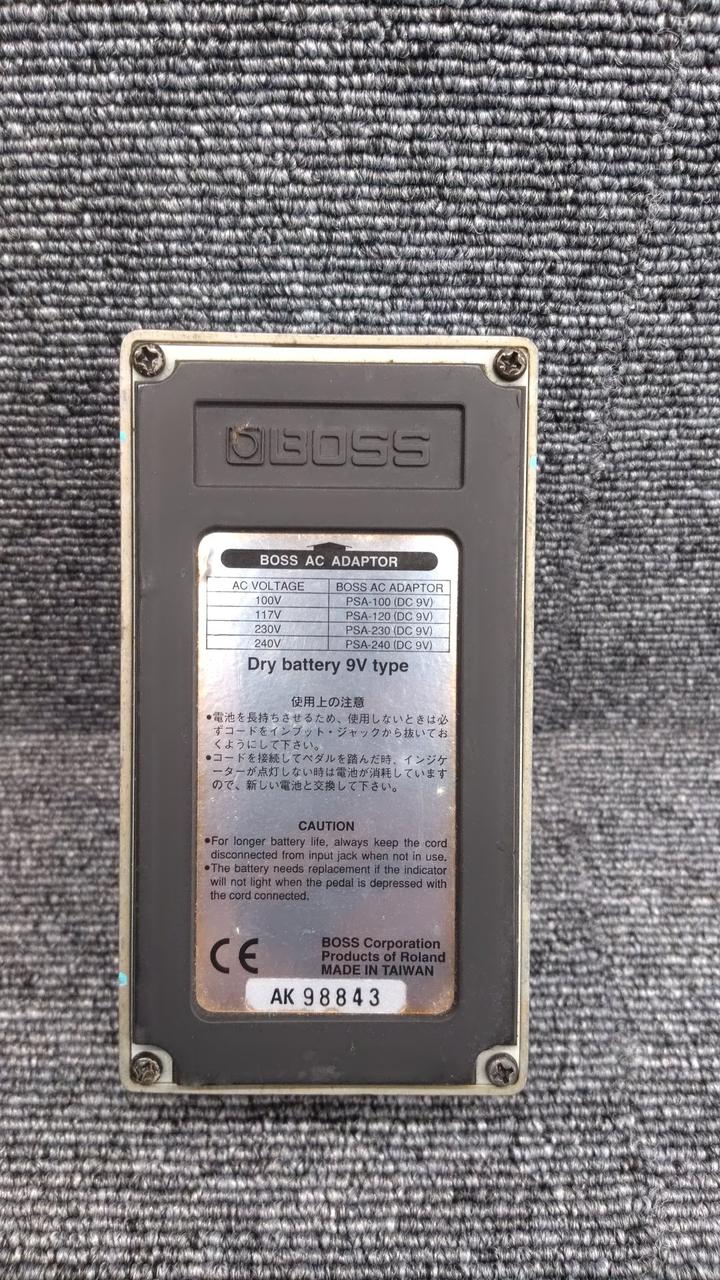 BOSS
BOSS AC ADAPTOR
AC VOLTAGE BOSS AC ADAPTOR
100V PSA-100 (DC 9V)
117V PSA-120 (DC 9V)
230V PSA-230 (DC 9V)
240V PSA-240 (DC 9V)
Dry battery 9V type
使用上の注意
●電池を長持ちさせるため、使用しないときは必
ずコードをインプット・ジャックから抜いてお
くようにして下さい。
●コードを接続してペダルを踏んだ時、インジケ
ーターが点灯しない時は電池が消耗しています
ので、新しい電池と交換して下さい。
CAUTION
●For longer battery life, always keep the cord
disconnected from input jack when not in use.
●The battery needs replacement if the indicator
will not light when the pedal is depressed with
the cord connected.
CE
BOSS Corporation
Products of Roland
MADE IN TAIWAN
AK 98843